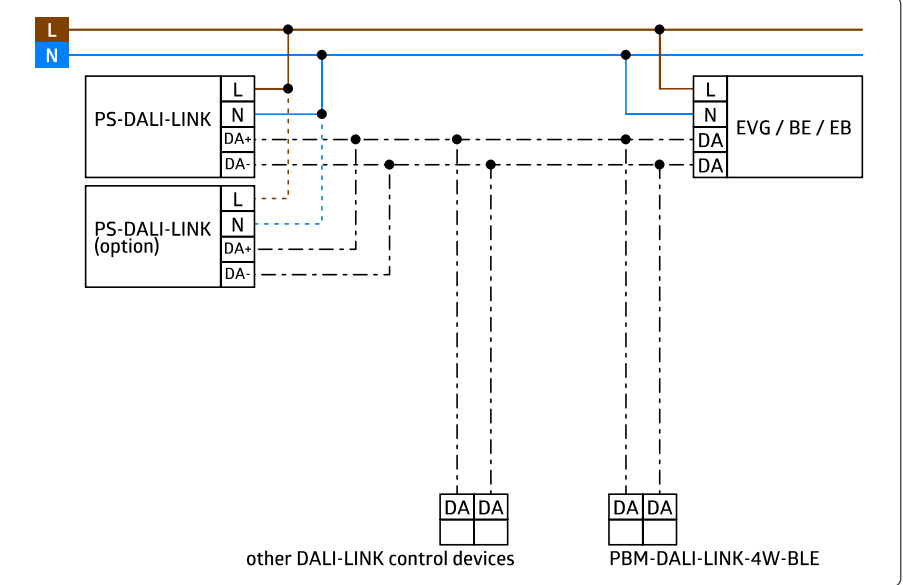 L
N
PS-DALI-LINK
L
N
DA+
DA-
PS-DALI-LINK
(option)
L
N
DA+
DA-
L
N
DA
DA
EVG / BE / EB
DA DA
other DALI-LINK control devices
DA DA
PBM-DALI-LINK-4W-BLE